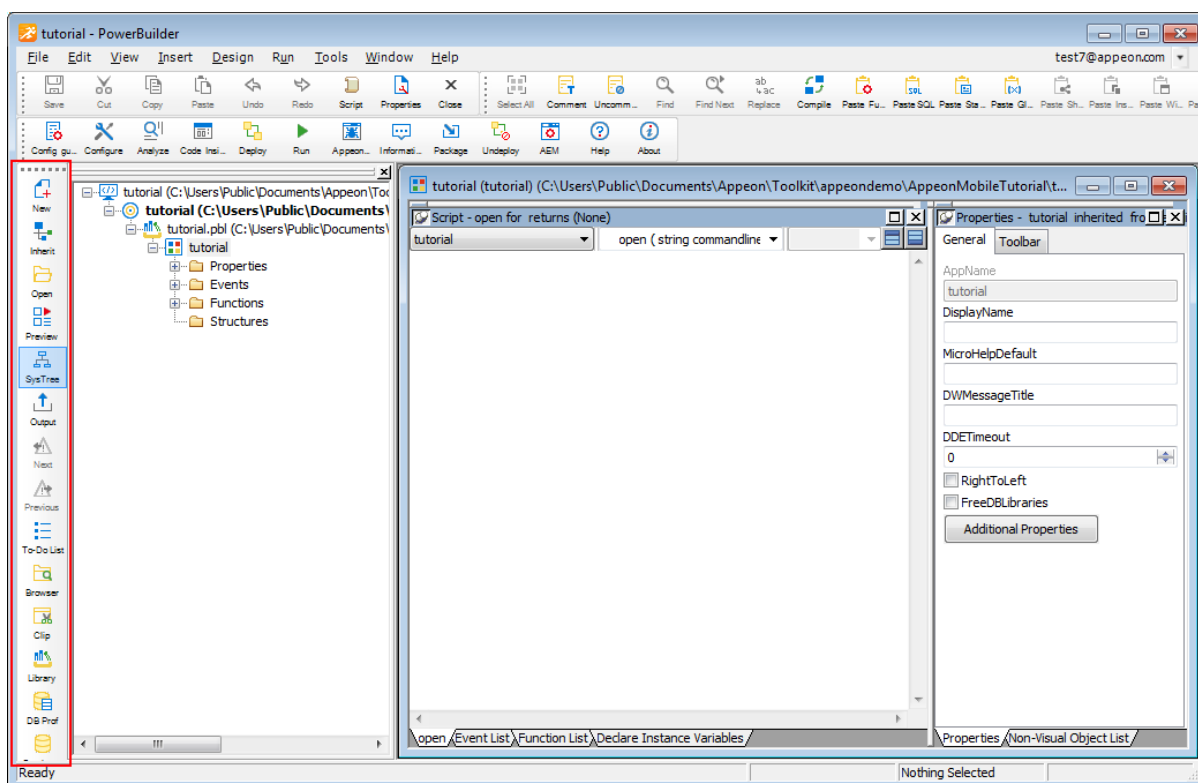 tutorial - PowerBuilder
File Edit View Insert Design Run Tools Window Help test7@appeon.com
Save Cut Copy Paste Undo Redo Script Properties Close Select All Comment Uncomm... Find Find Next Replace Compile Paste Fu... Paste SQL Paste Sta... Paste Gl... Paste Sh... Paste Ins... Paste Wi...
Config gu... Configure Analyze Code Insi... Deploy Run Appeon... Informati... Package Undeploy AEM Help About
New
Inherit
Open
Preview
SysTree
Output
Next
Previous
To-Do List
Browser
Clip
Library
DB Prof
tutorial (C:\Users\Public\Documents\Appeon\Toc
tutorial (C:\Users\Public\Documents\
tutorial.pbl (C:\Users\Public\Documents\
tutorial
Properties
Events
Functions
Structures
tutorial (tutorial) (C:\Users\Public\Documents\Appeon\Toolkit\appeondemo\AppeonMobileTutorial\t...
Script - open for returns (None)
tutorial open ( string commandline
open Event List Function List Declare Instance Variables
Properties - tutorial inherited fro
General Toolbar
AppName
tutorial
DisplayName
MicroHelpDefault
DWMessageTitle
DDETimeout
0
RightToLeft
FreeDBLibraries
Additional Properties
Properties Non-Visual Object List
Ready Nothing Selected